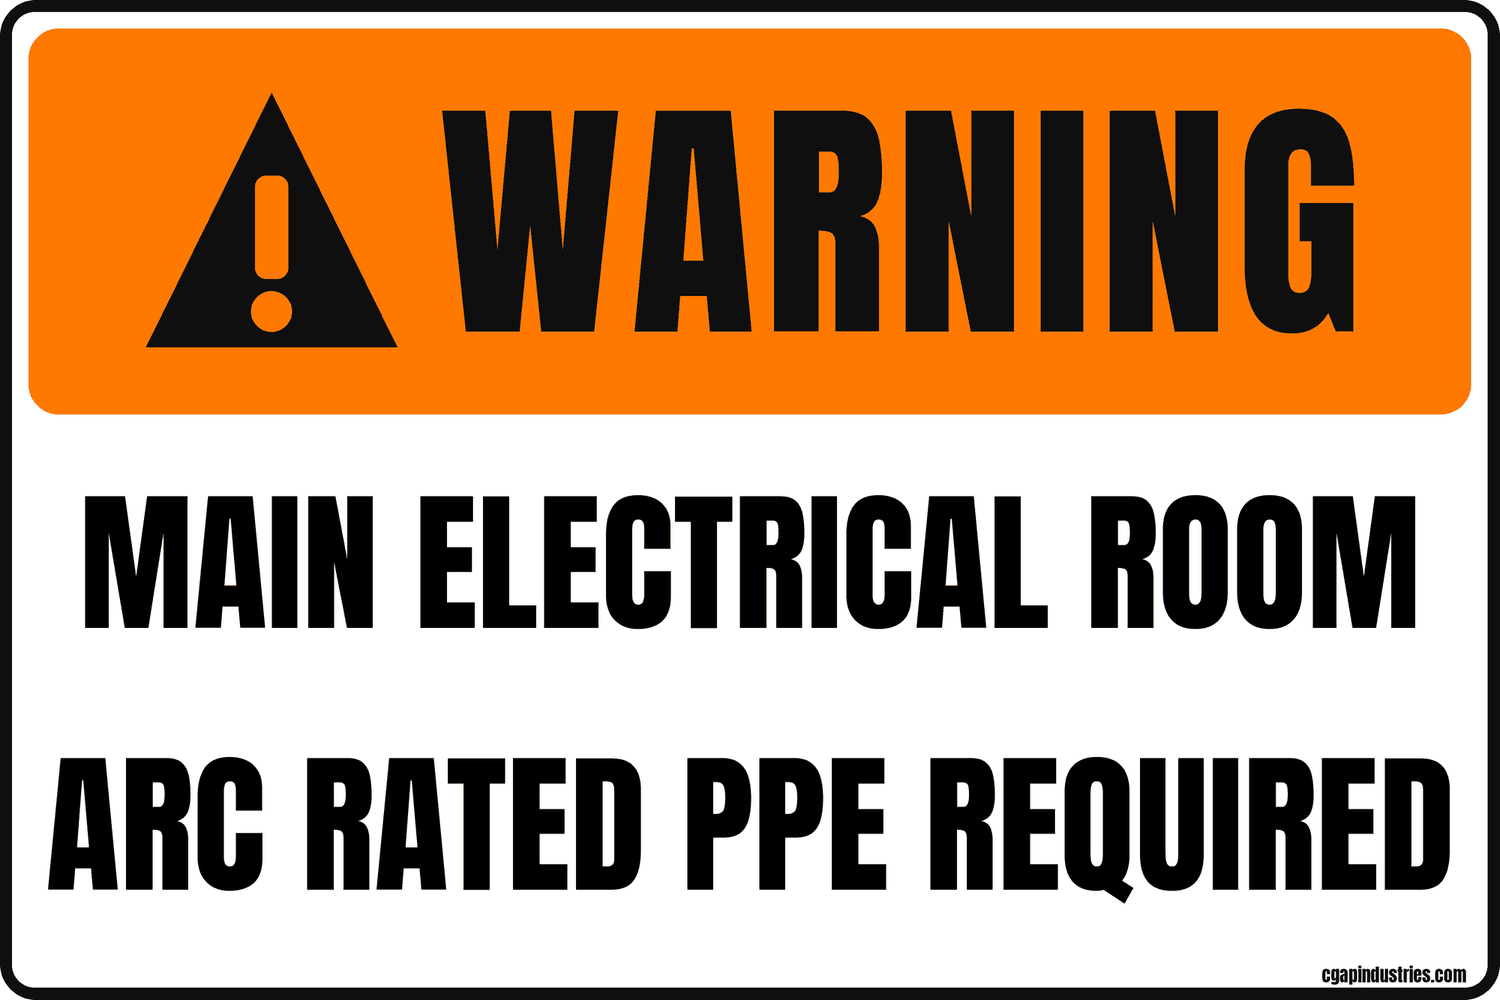 WARNING
MAIN ELECTRICAL ROOM
ARC RATED PPE REQUIRED
cgapindustries.com